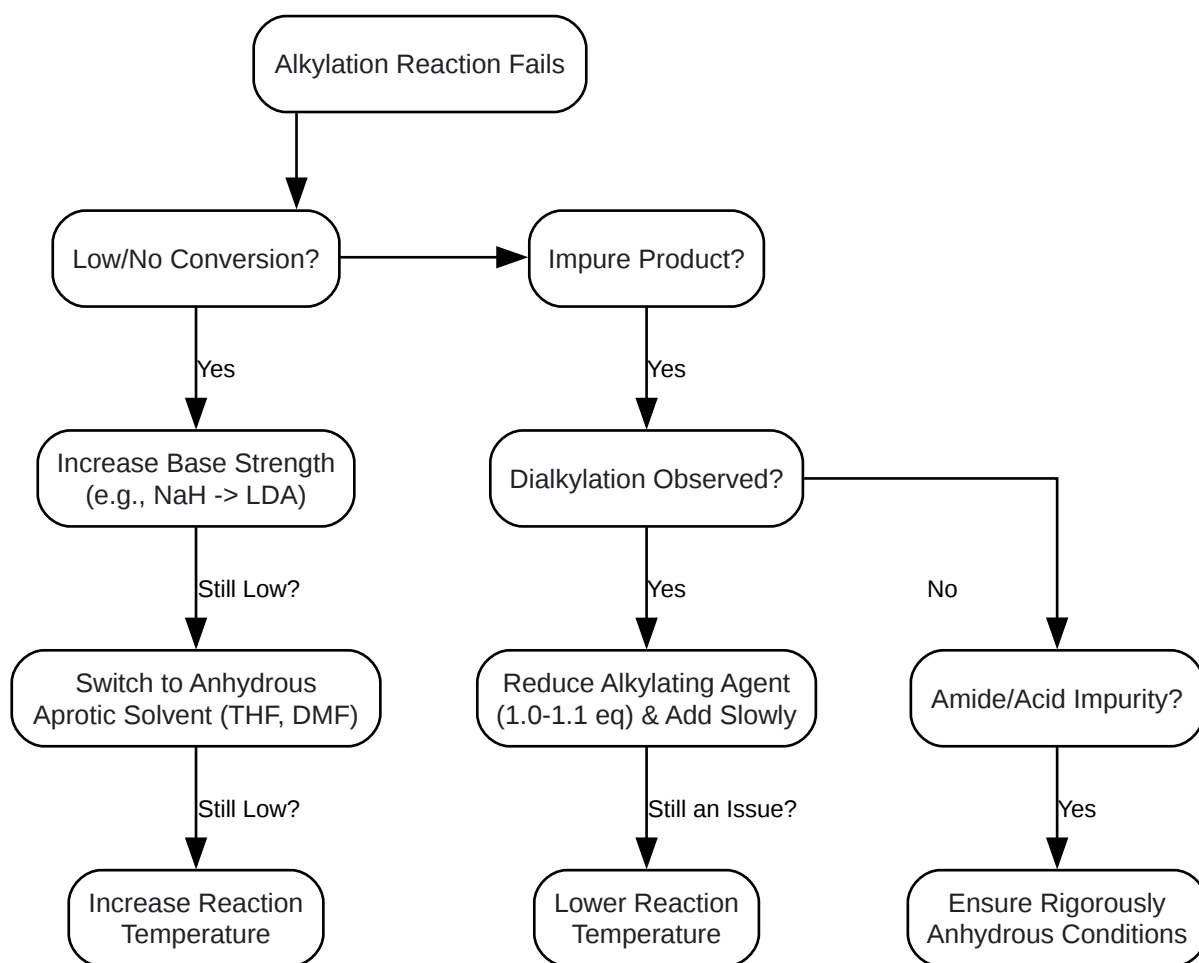 Alkylation Reaction Fails
Low/No Conversion?
Impure Product?
Yes
Yes
Increase Base Strength
(e.g., NaH -> LDA)
Dialkylation Observed?
Still Low?
Yes
No
Switch to Anhydrous
Aprotic Solvent (THF, DMF)
Reduce Alkylating Agent
(1.0-1.1 eq) & Add Slowly
Amide/Acid Impurity?
Still Low?
Still an Issue?
Yes
Increase Reaction
Temperature
Lower Reaction
Temperature
Ensure Rigorously
Anhydrous Conditions